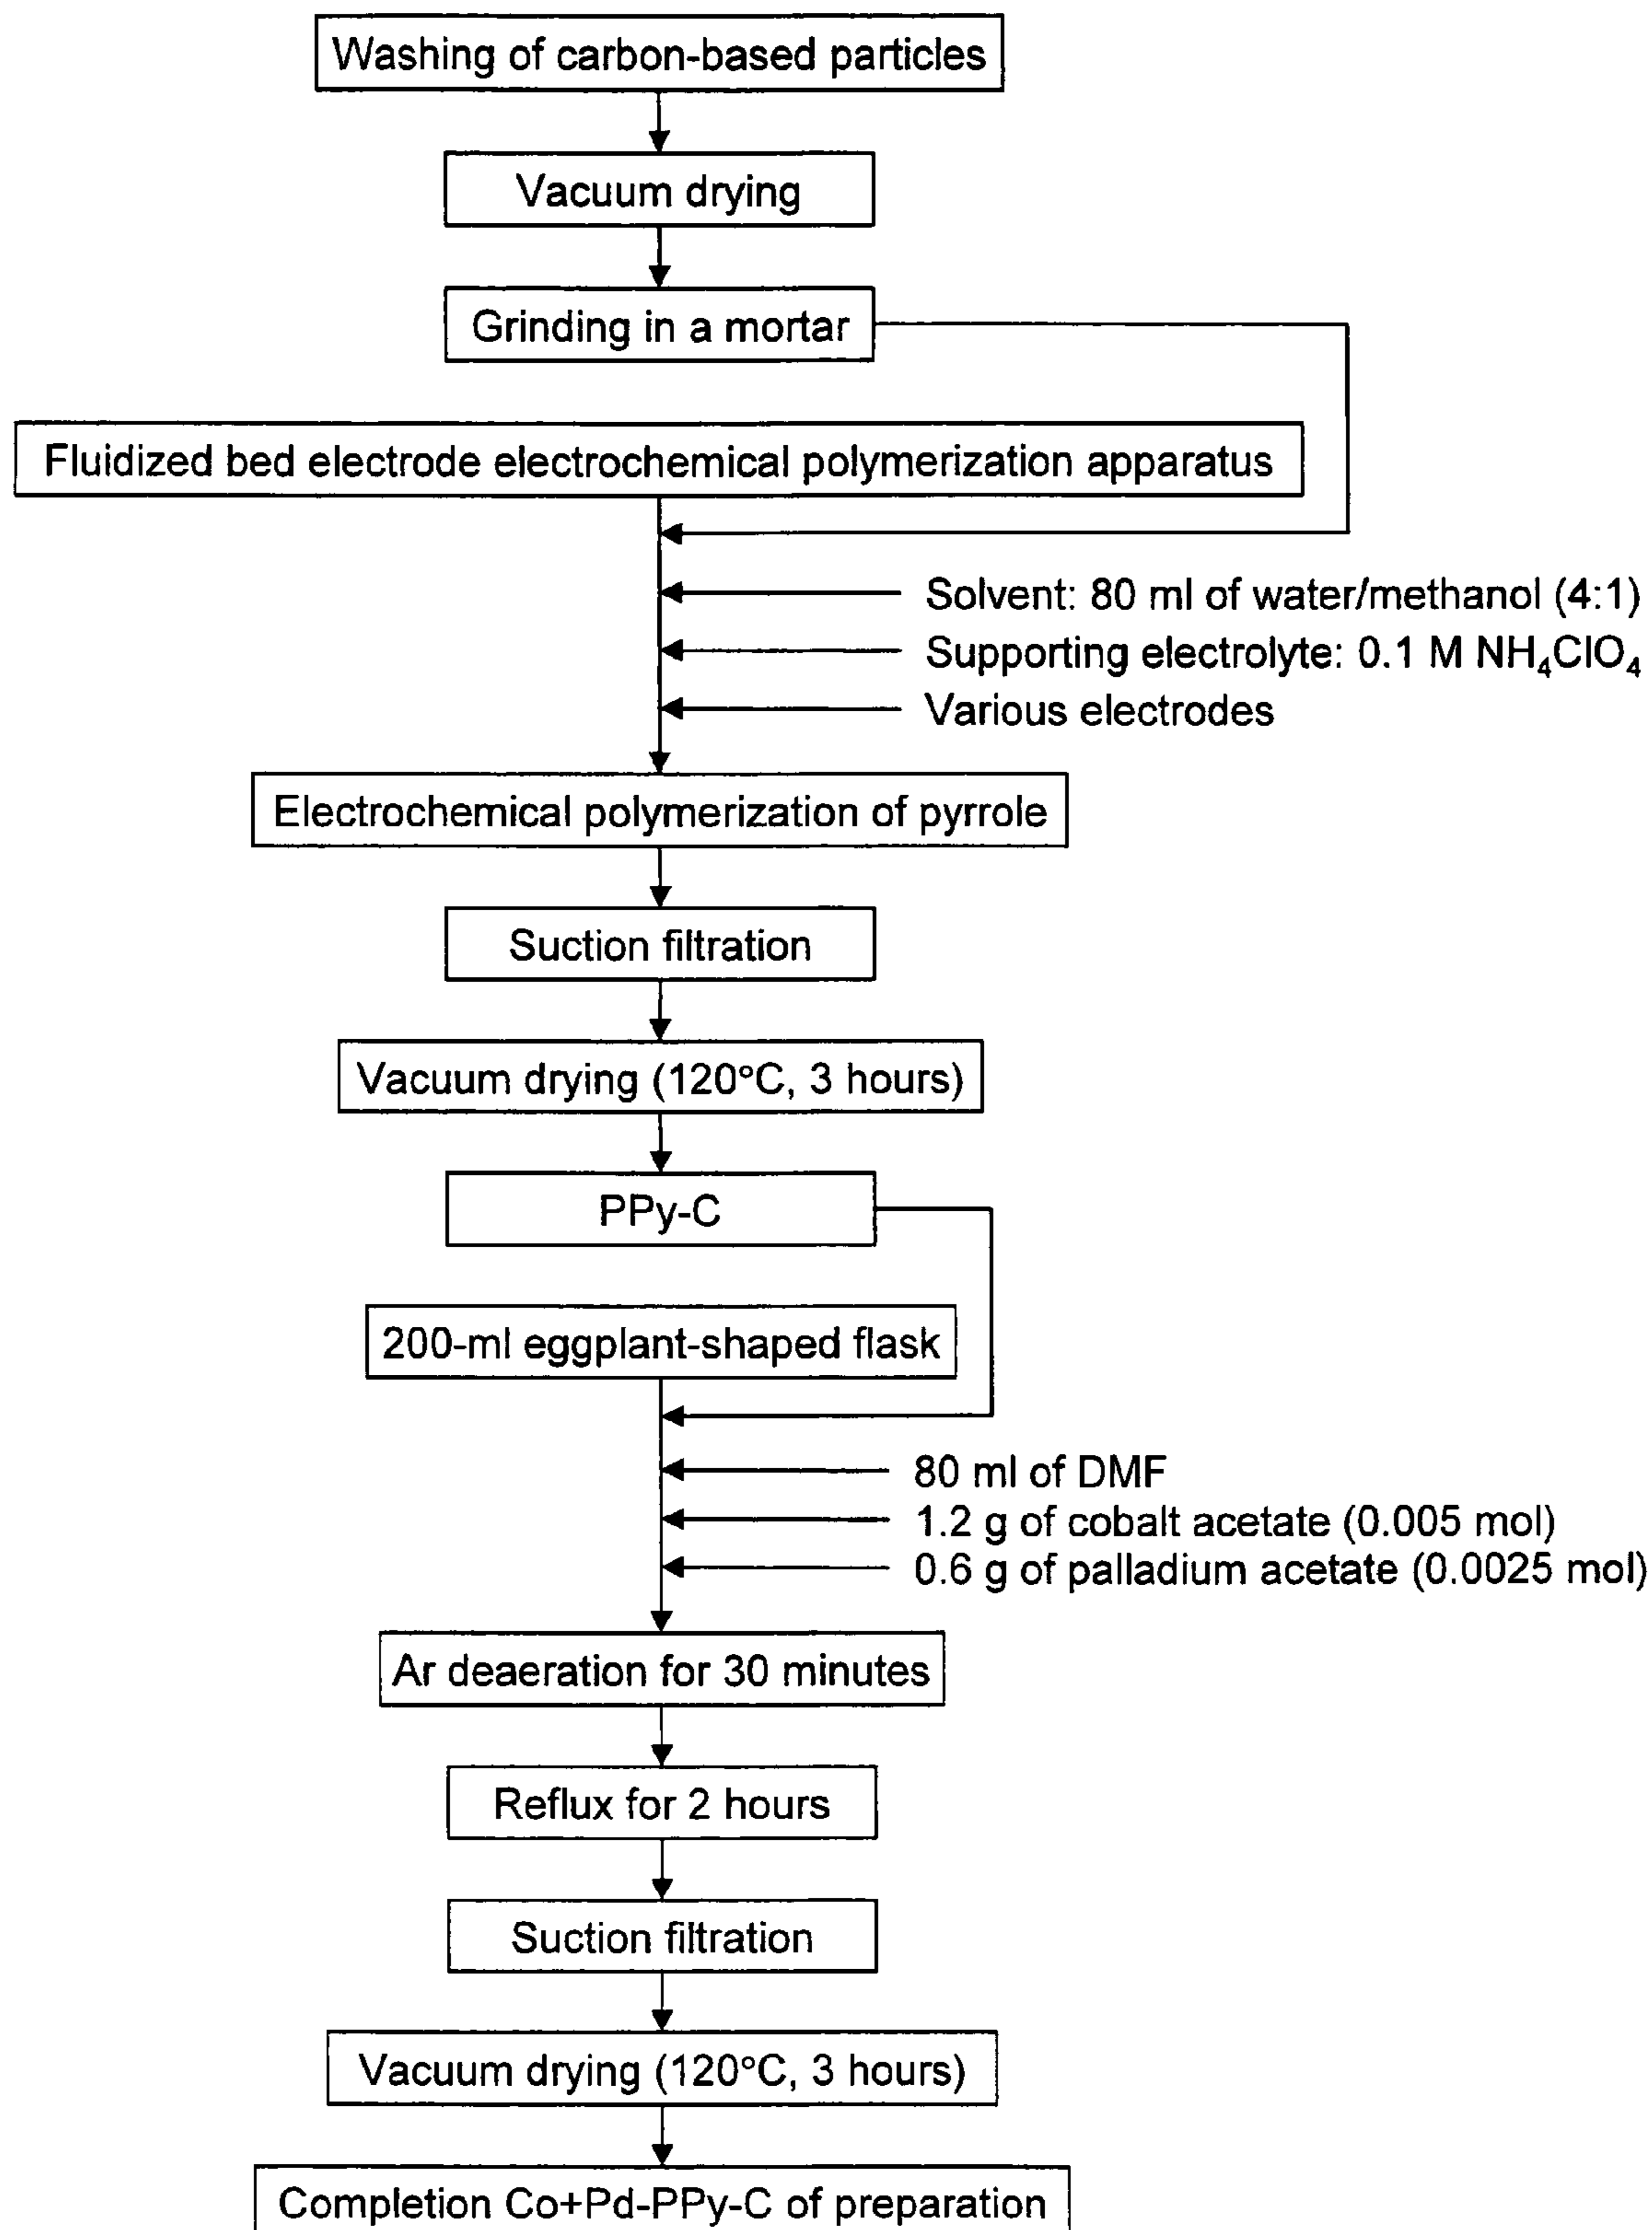 Washing of carbon-based particles
Vacuum drying
Grinding in a mortar
Fluidized bed electrode electrochemical polymerization apparatus
Solvent: 80 ml of water/methanol (4:1)
Supporting electrolyte: 0.1 M NH₄ClO₄
Various electrodes
Electrochemical polymerization of pyrrole
Suction filtration
Vacuum drying (120°C, 3 hours)
PPy-C
200-ml eggplant-shaped flask
80 ml of DMF
1.2 g of cobalt acetate (0.005 mol)
0.6 g of palladium acetate (0.0025 mol)
Ar deaeration for 30 minutes
Reflux for 2 hours
Suction filtration
Vacuum drying (120°C, 3 hours)
Completion Co+Pd-PPy-C of preparation